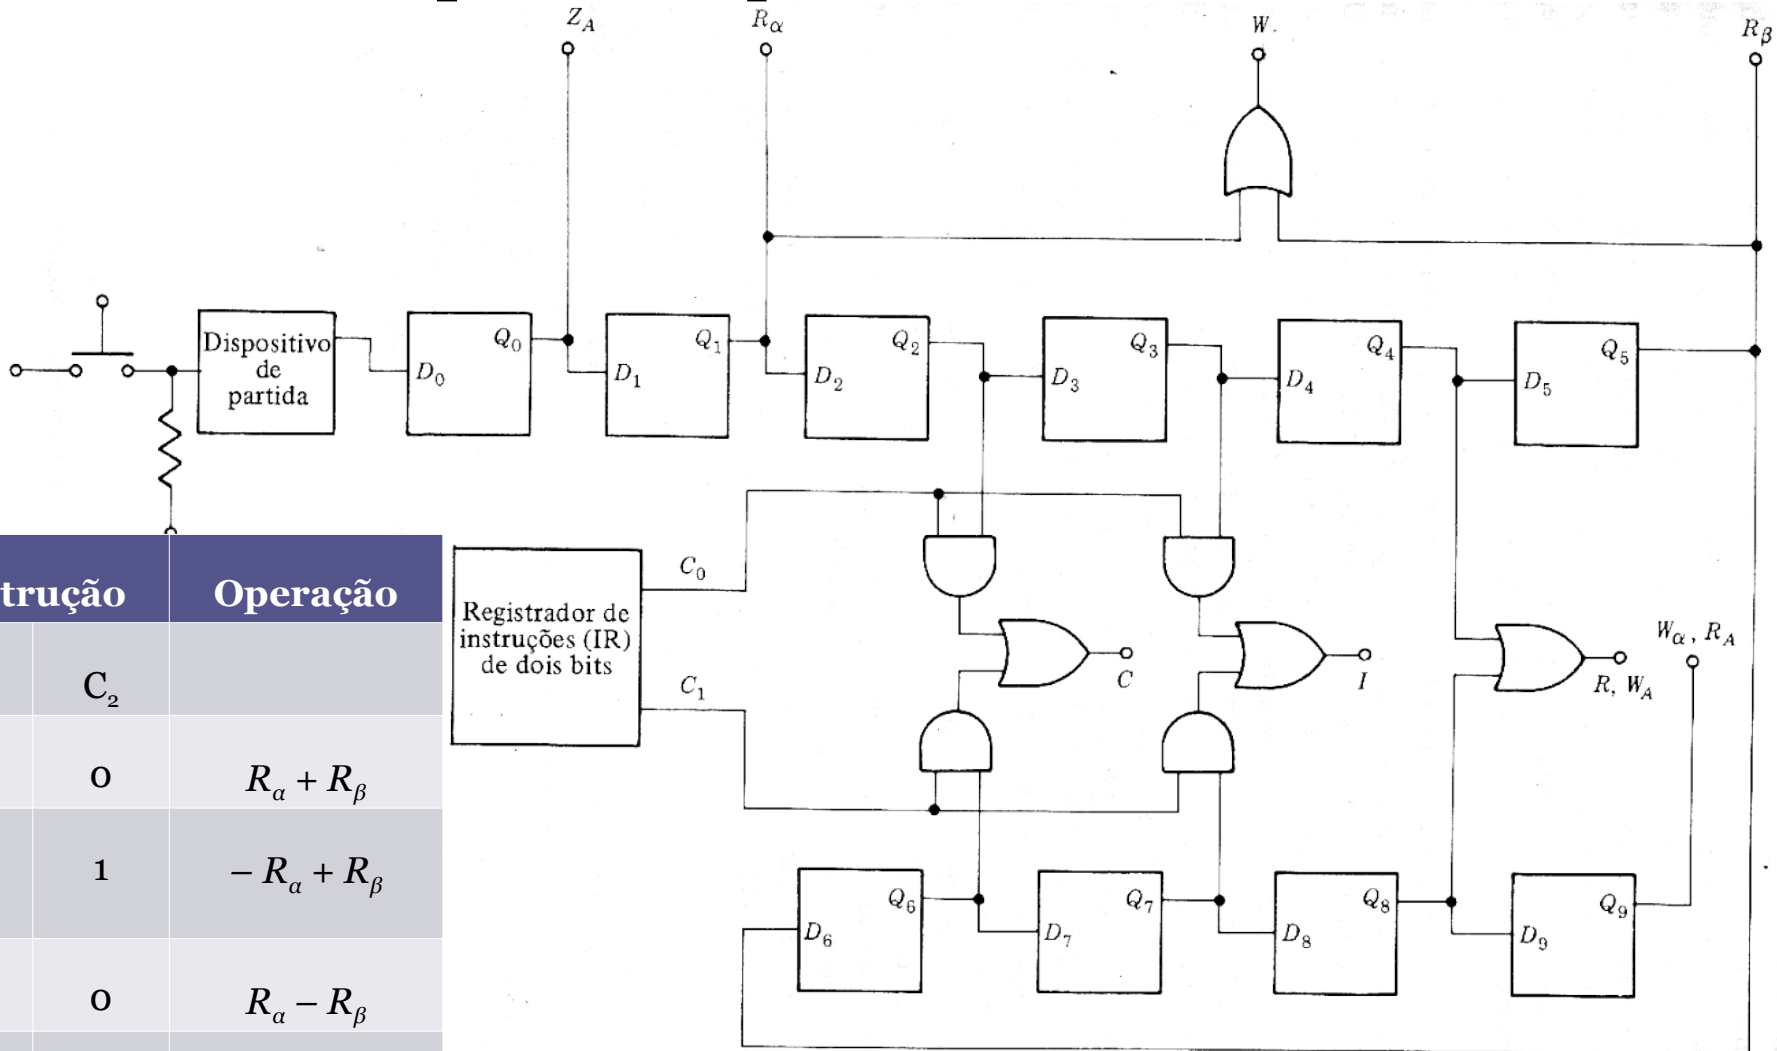 Z_A
R_α
W.
R_β
Dispositivo
de
partida
D_0
Q_0
D_1
Q_1
D_2
Q_2
D_3
Q_3
D_4
Q_4
D_5
Q_5
Registrador de
instruções (IR)
de dois bits
C_0
C_1
C
I
R, W_A
W_α, R_A
D_6
Q_6
D_7
Q_7
D_8
Q_8
D_9
Q_9
trução Operação
C_2
0 R_α + R_β
1 − R_α + R_β
0 R_α − R_β